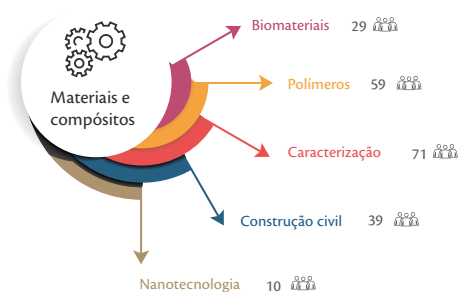 Materiais e
compósitos
Biomateriais 29
Polímeros 59
Caracterização 71
Construção civil 39
Nanotecnologia 10